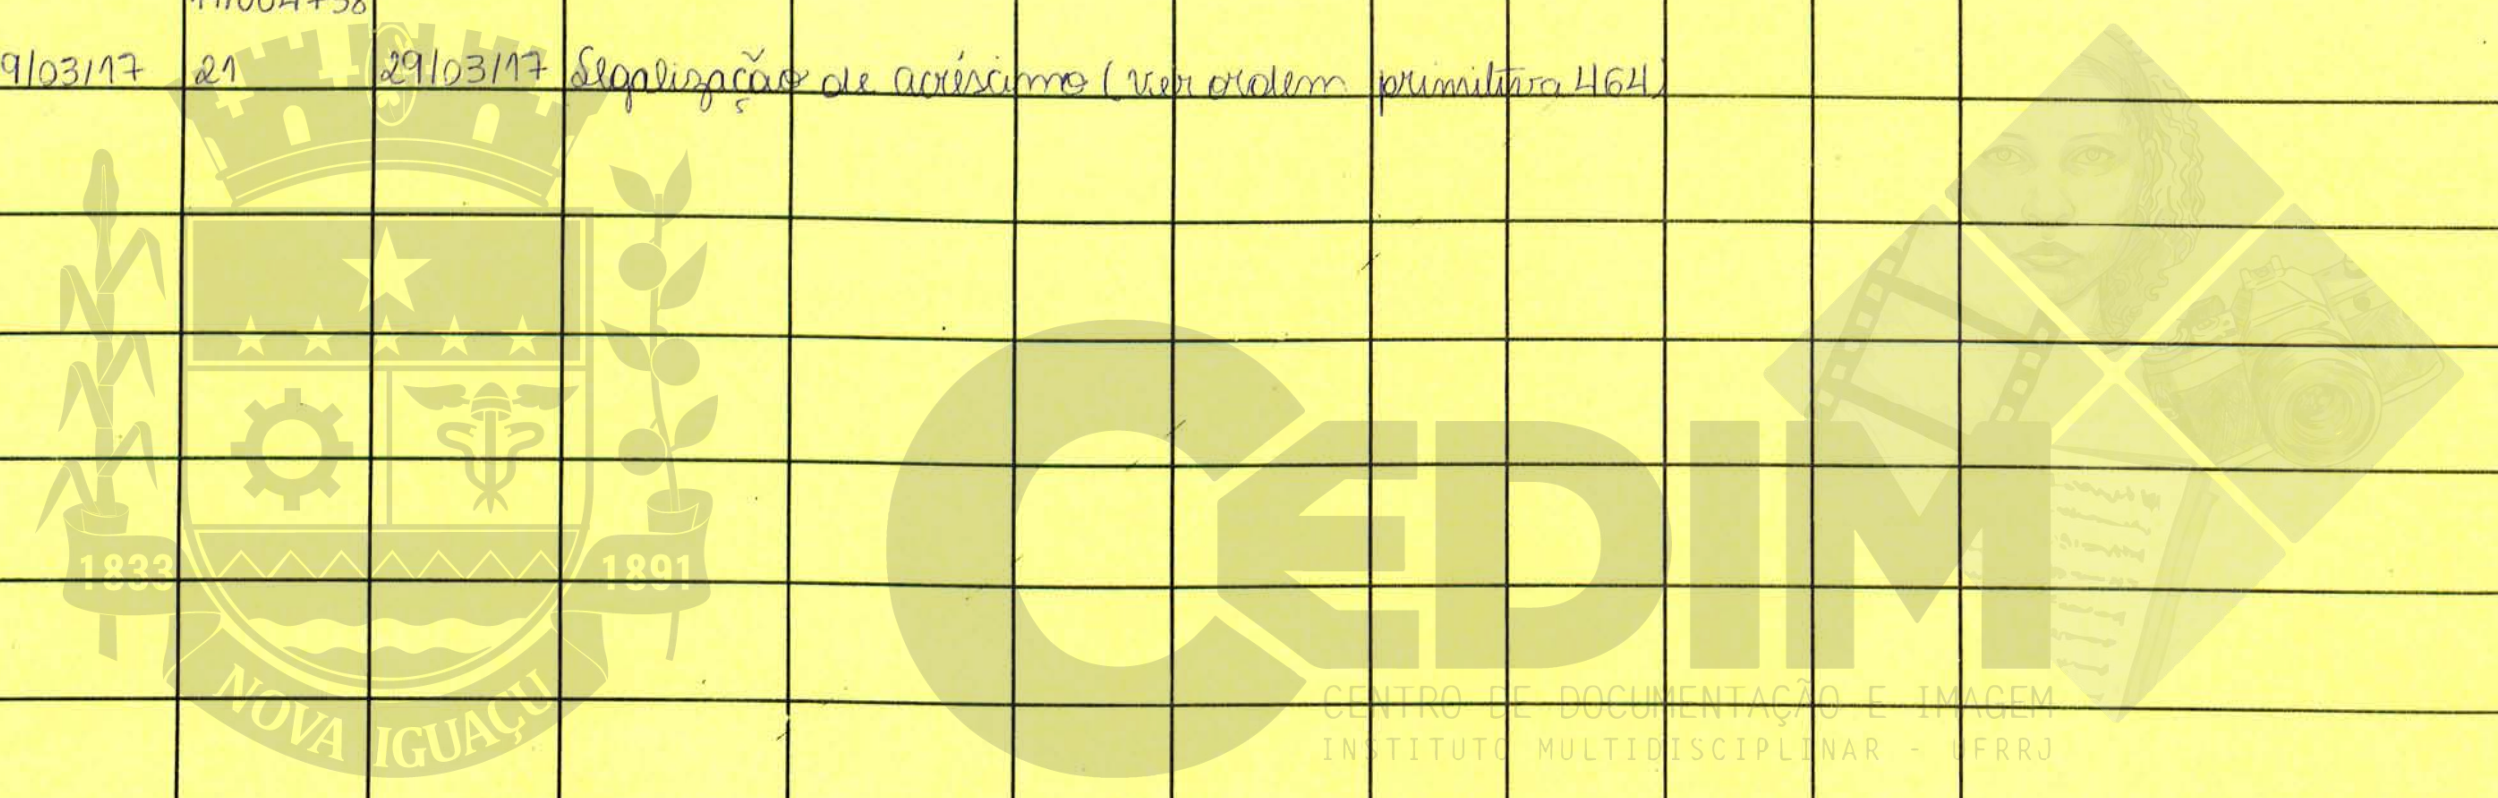 9/03/17 21 29/03/17 Legalização de acréscimo (ver ordem primitiva 464)
1833 1891
NOVA IGUAÇU
CEDIM
CENTRO DE DOCUMENTAÇÃO E IMAGEM
INSTITUTO MULTIDISCIPLINAR - UFRRJ